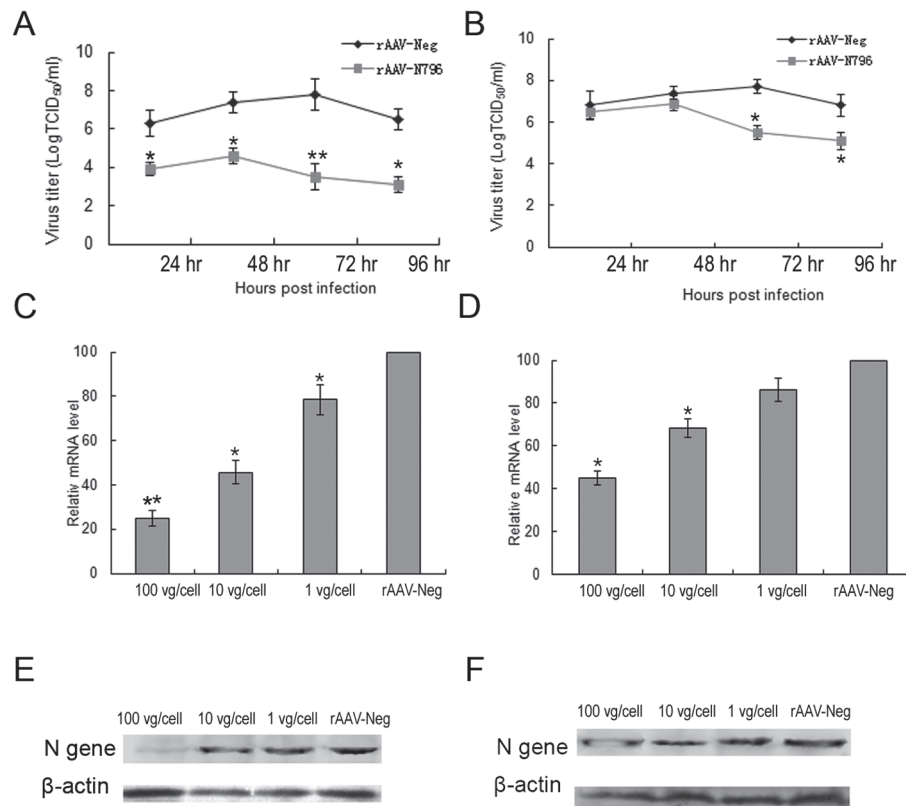 A
B
rAAV-Neg
rAAV-N796
Virus titer (LogTCID50/ml)
10
8
6
4
2
0
*
*
**
*
24 hr
48 hr
72 hr
96 hr
Hours post infection
rAAV-Neg
rAAV-N796
Virus titer (LogTCID50/ml)
10
8
6
4
2
0
*
*
24 hr
48 hr
72 hr
96 hr
Hours post infection
C
D
Relativ mRNA level
100
80
60
40
20
0
**
*
*
100 vg/cell
10 vg/cell
1 vg/cell
rAAV-Neg
Relative mRNA level
100
80
60
40
20
0
*
*
100 vg/cell
10 vg/cell
1 vg/cell
rAAV-Neg
E
F
100 vg/cell
10 vg/cell
1 vg/cell
rAAV-Neg
N gene
β-actin
100 vg/cell
10 vg/cell
1 vg/cell
rAAV-Neg
N gene
β-actin